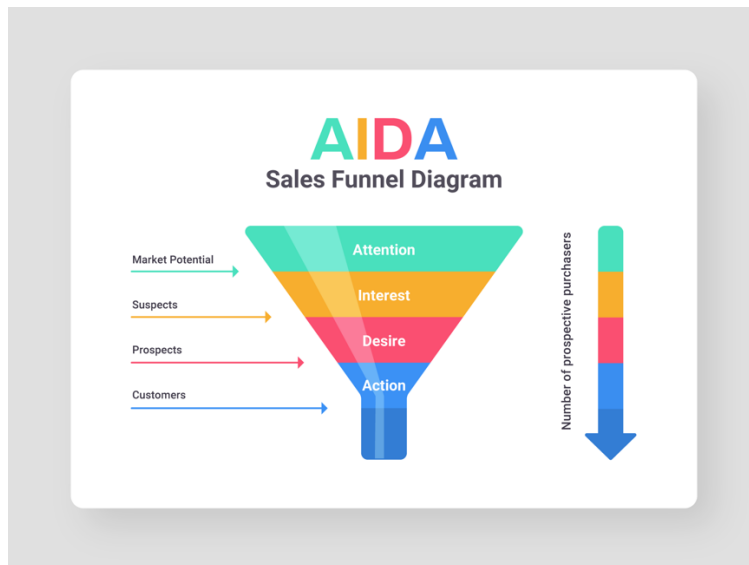 AIDA
Sales Funnel Diagram
Market Potential
Suspects
Prospects
Customers
Attention
Interest
Desire
Action
Number of prospective purchasers